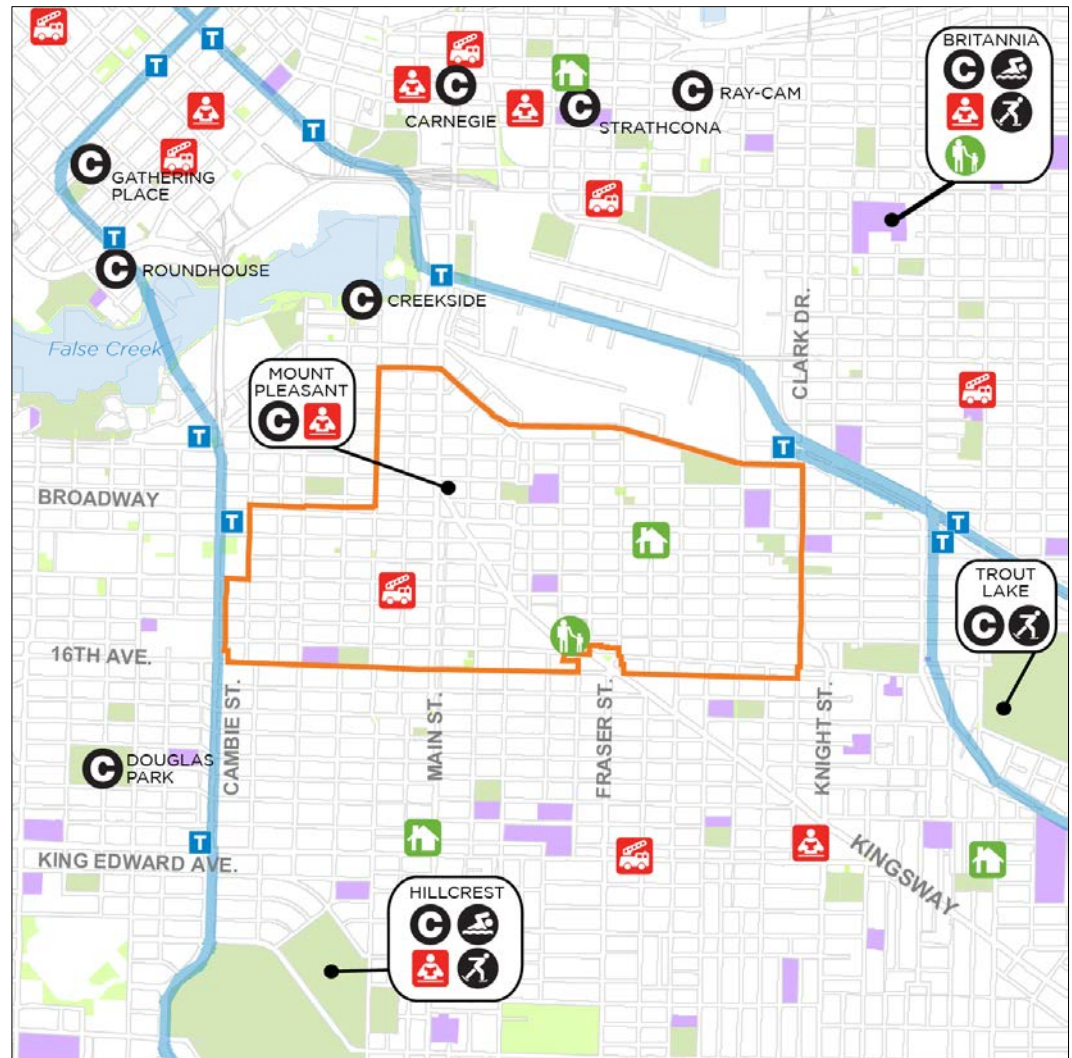 BRITANNIA
C
C
C
C
C
CARNEGIE
RAY-CAM
STRATHCONA
T
T
T
C
GATHERING
PLACE
T
C
ROUNDHOUSE
T
C
CREEKSIDE
False Creek
CLARK DR.
MOUNT
PLEASANT
C
T
T
BROADWAY
T
T
T
TROUT
LAKE
C
16TH AVE.
CAMBIE ST.
MAIN ST.
FRASER ST.
KNIGHT ST.
C
DOUGLAS
PARK
T
KING EDWARD AVE.
KINGSWAY
HILLCREST
C